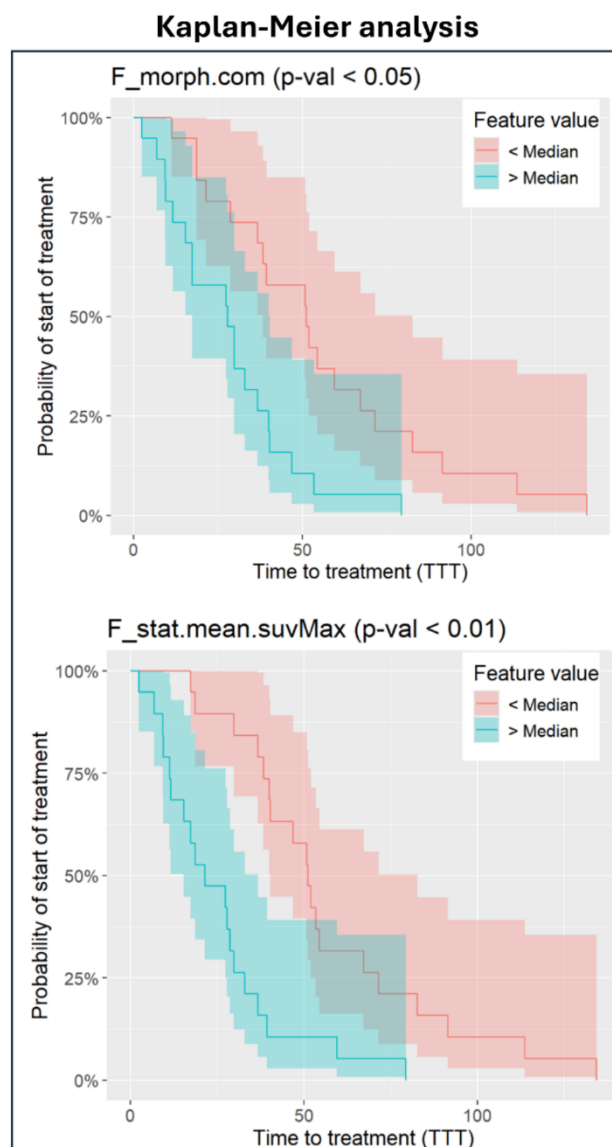 Kaplan-Meier analysis
F_morph.com (p-val < 0.05)
Feature value
< Median
> Median
100%
75%
50%
25%
0%
Probability of start of treatment
0
50
100
Time to treatment (TTT)
F_stat.mean.suvMax (p-val < 0.01)
Feature value
< Median
> Median
100%
75%
50%
25%
0%
Probability of start of treatment
0
50
100
Time to treatment (TTT)